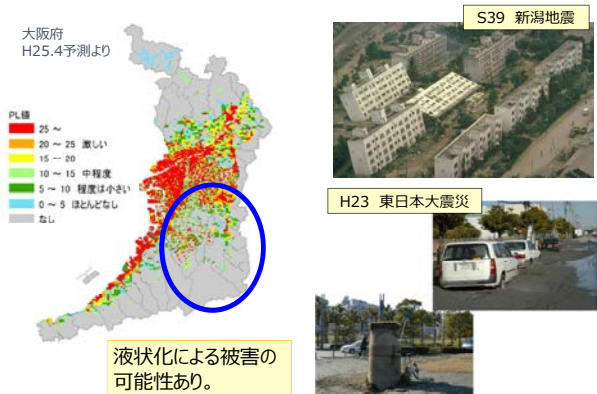 大阪府
H25.4予測より
PL値
25 ～
20 ～ 25 激しい
15 ～ 20
10 ～ 15 中程度
5 ～ 10 程度は小さい
0 ～ 5 ほとんどなし
なし
液状化による被害の
可能性あり。
S39 新潟地震
H23 東日本大震災